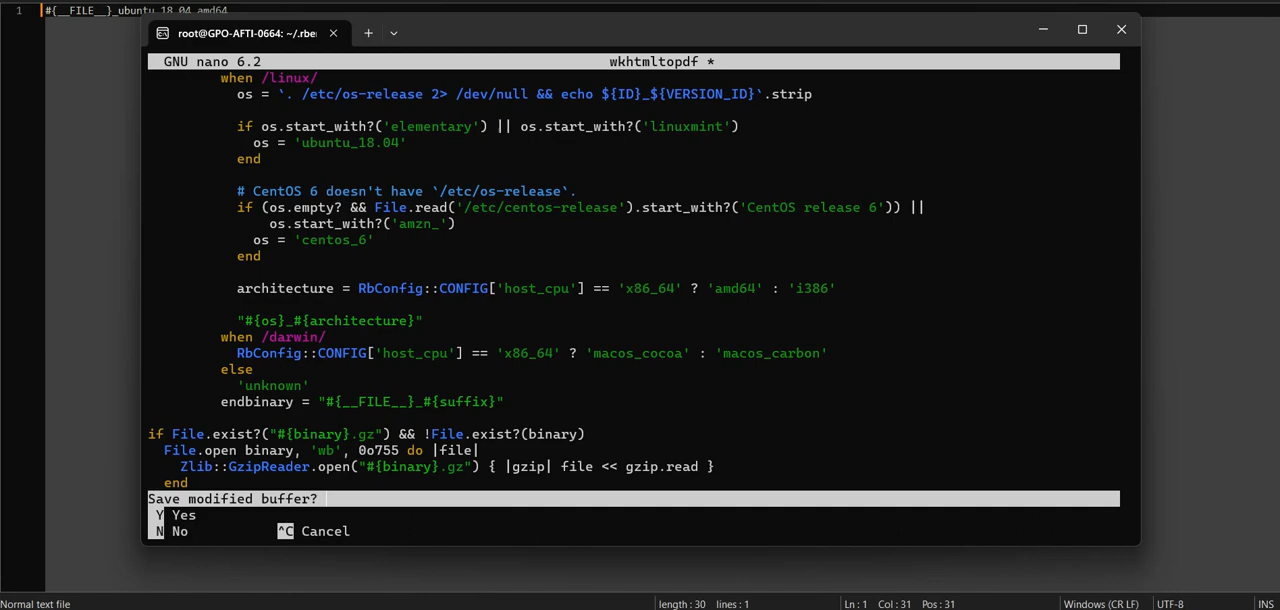 1 #{__FILE__}_ubuntu_18.04_amd64
root@GPO-AFTI-0664: ~/.rbe
GNU nano 6.2 wkhtmltopdf *
when /linux/
os = `. /etc/os-release 2> /dev/null && echo ${ID}_${VERSION_ID}`.strip
if os.start_with?('elementary') || os.start_with?('linuxmint')
os = 'ubuntu_18.04'
end
# CentOS 6 doesn't have `/etc/os-release`.
if (os.empty? && File.read('/etc/centos-release').start_with?('CentOS release 6')) ||
os.start_with?('amzn_')
os = 'centos_6'
end
architecture = RbConfig::CONFIG['host_cpu'] == 'x86_64' ? 'amd64' : 'i386'
"#{os}_#{architecture}"
when /darwin/
RbConfig::CONFIG['host_cpu'] == 'x86_64' ? 'macos_cocoa' : 'macos_carbon'
else
'unknown'
endbinary = "#{__FILE__}_#{suffix}"
if File.exist?("#{binary}.gz") && !File.exist?(binary)
File.open binary, 'wb', 0o755 do |file|
Zlib::GzipReader.open("#{binary}.gz") { |gzip| file << gzip.read }
end
Save modified buffer?
Y Yes
N No ^C Cancel
Normal text file length : 30 lines : 1 Ln : 1 Col : 31 Pos : 31 Windows (CR LF) UTF-8 INS